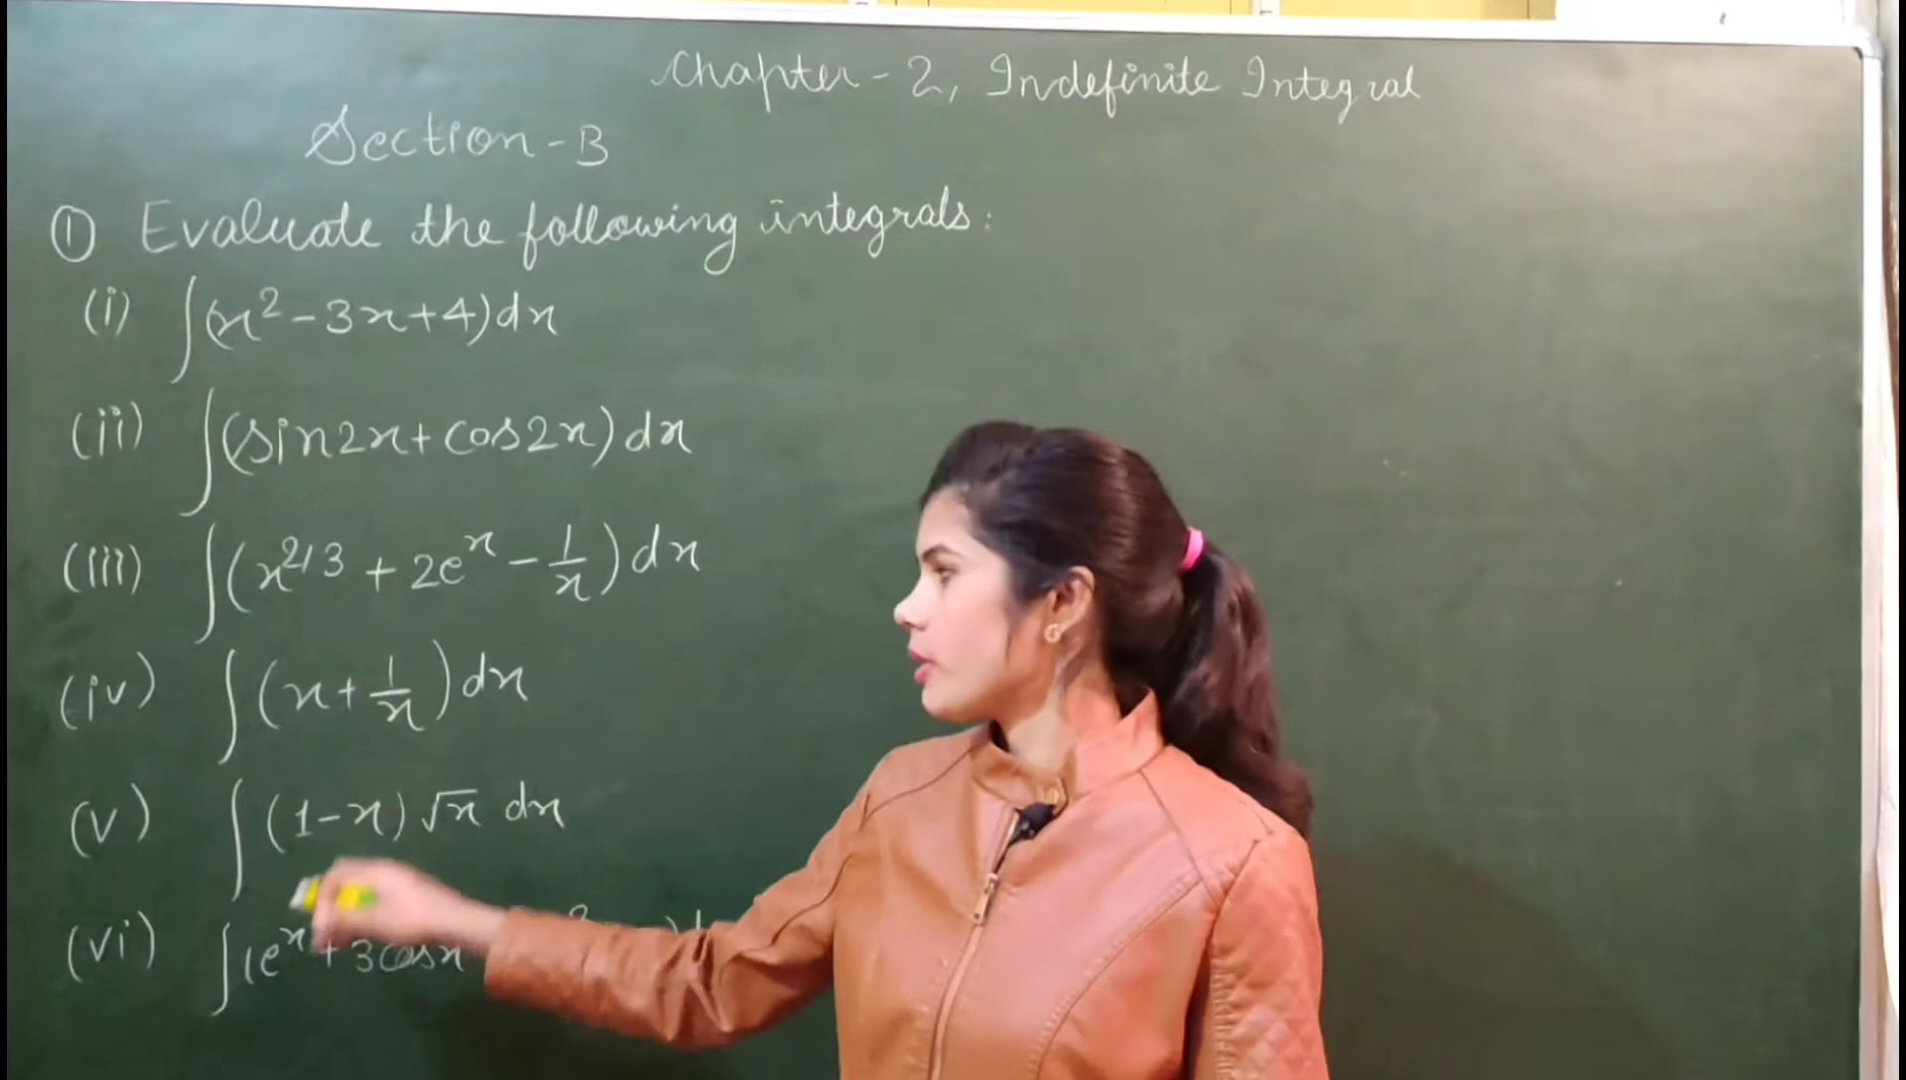 Chapter - 2, Indefinite Integral
Section - B
① Evaluate the following integrals:
(i) ∫(x² - 3x + 4)dx
(ii) ∫(sin2x + cos2x)dx
(iii) ∫(x^2/3 + 2e^x - 1/x)dx
(iv) ∫(x + 1/x)dx
(v) ∫(1-x)√x dx
(vi) ∫(e^x + 3cosx